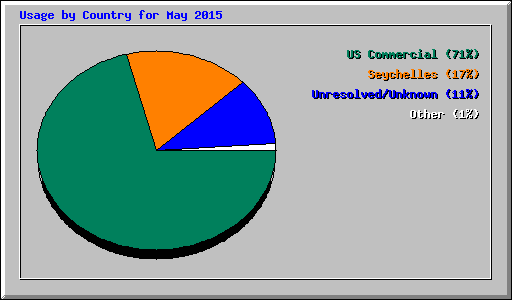 Usage by Country for May 2015
US Commercial (71%)
Seychelles (17%)
Unresolved/Unknown (11%)
Other (1%)